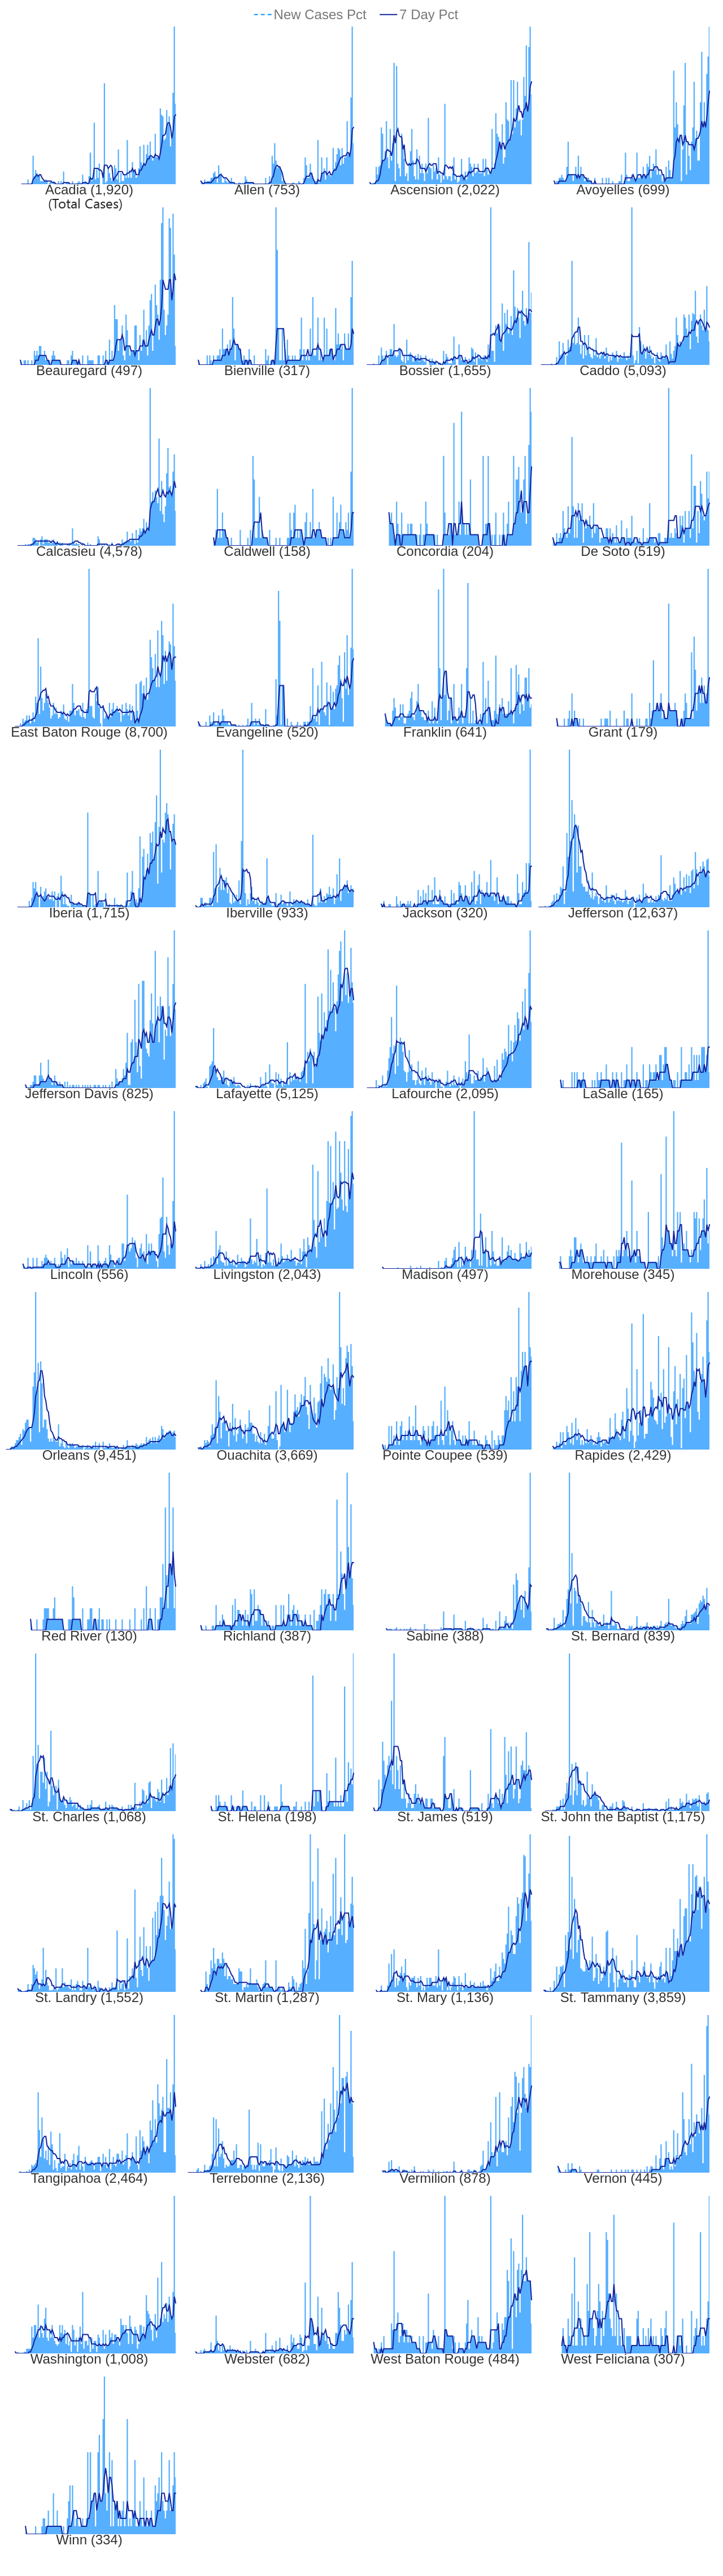 New Cases Pct 7 Day Pct
Acadia (1,920) Allen (753) Ascension (2,022) Avoyelles (699)
(Total Cases)
Beauregard (497) Bienville (317) Bossier (1,655) Caddo (5,093)
Calcasieu (4,578) Caldwell (158) Concordia (204) De Soto (519)
East Baton Rouge (8,700) Evangeline (520) Franklin (641) Grant (179)
Iberia (1,715) Iberville (933) Jackson (320) Jefferson (12,637)
Jefferson Davis (825) Lafayette (5,125) Lafourche (2,095) LaSalle (165)
Lincoln (556) Livingston (2,043) Madison (497) Morehouse (345)
Orleans (9,451) Ouachita (3,669) Pointe Coupee (539) Rapides (2,429)
Red River (130) Richland (387) Sabine (388) St. Bernard (839)
St. Charles (1,068) St. Helena (198) St. James (519) St. John the Baptist (1,175)
St. Landry (1,552) St. Martin (1,287) St. Mary (1,136) St. Tammany (3,859)
Tangipahoa (2,464) Terrebonne (2,136) Vermilion (878) Vernon (445)
Washington (1,008) Webster (682) West Baton Rouge (484) West Feliciana (307)
Winn (334)